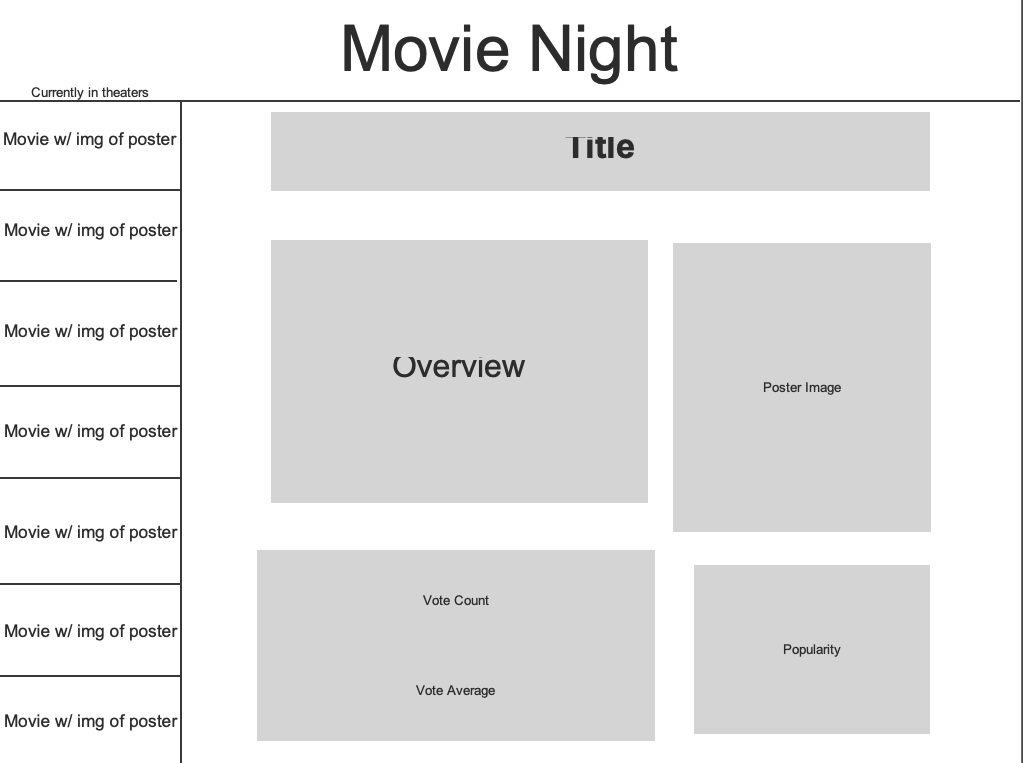 Movie Night
Currently in theaters
Movie w/ img of poster
Movie w/ img of poster
Movie w/ img of poster
Movie w/ img of poster
Movie w/ img of poster
Movie w/ img of poster
Movie w/ img of poster
Title
Overview
Poster Image
Vote Count
Vote Average
Popularity